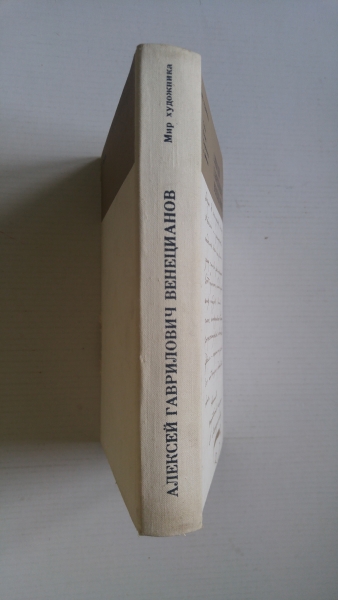 АЛЕКСЕЙ ГАВРИЛОВИЧ ВЕНЕЦИАНОВ
Мир художника